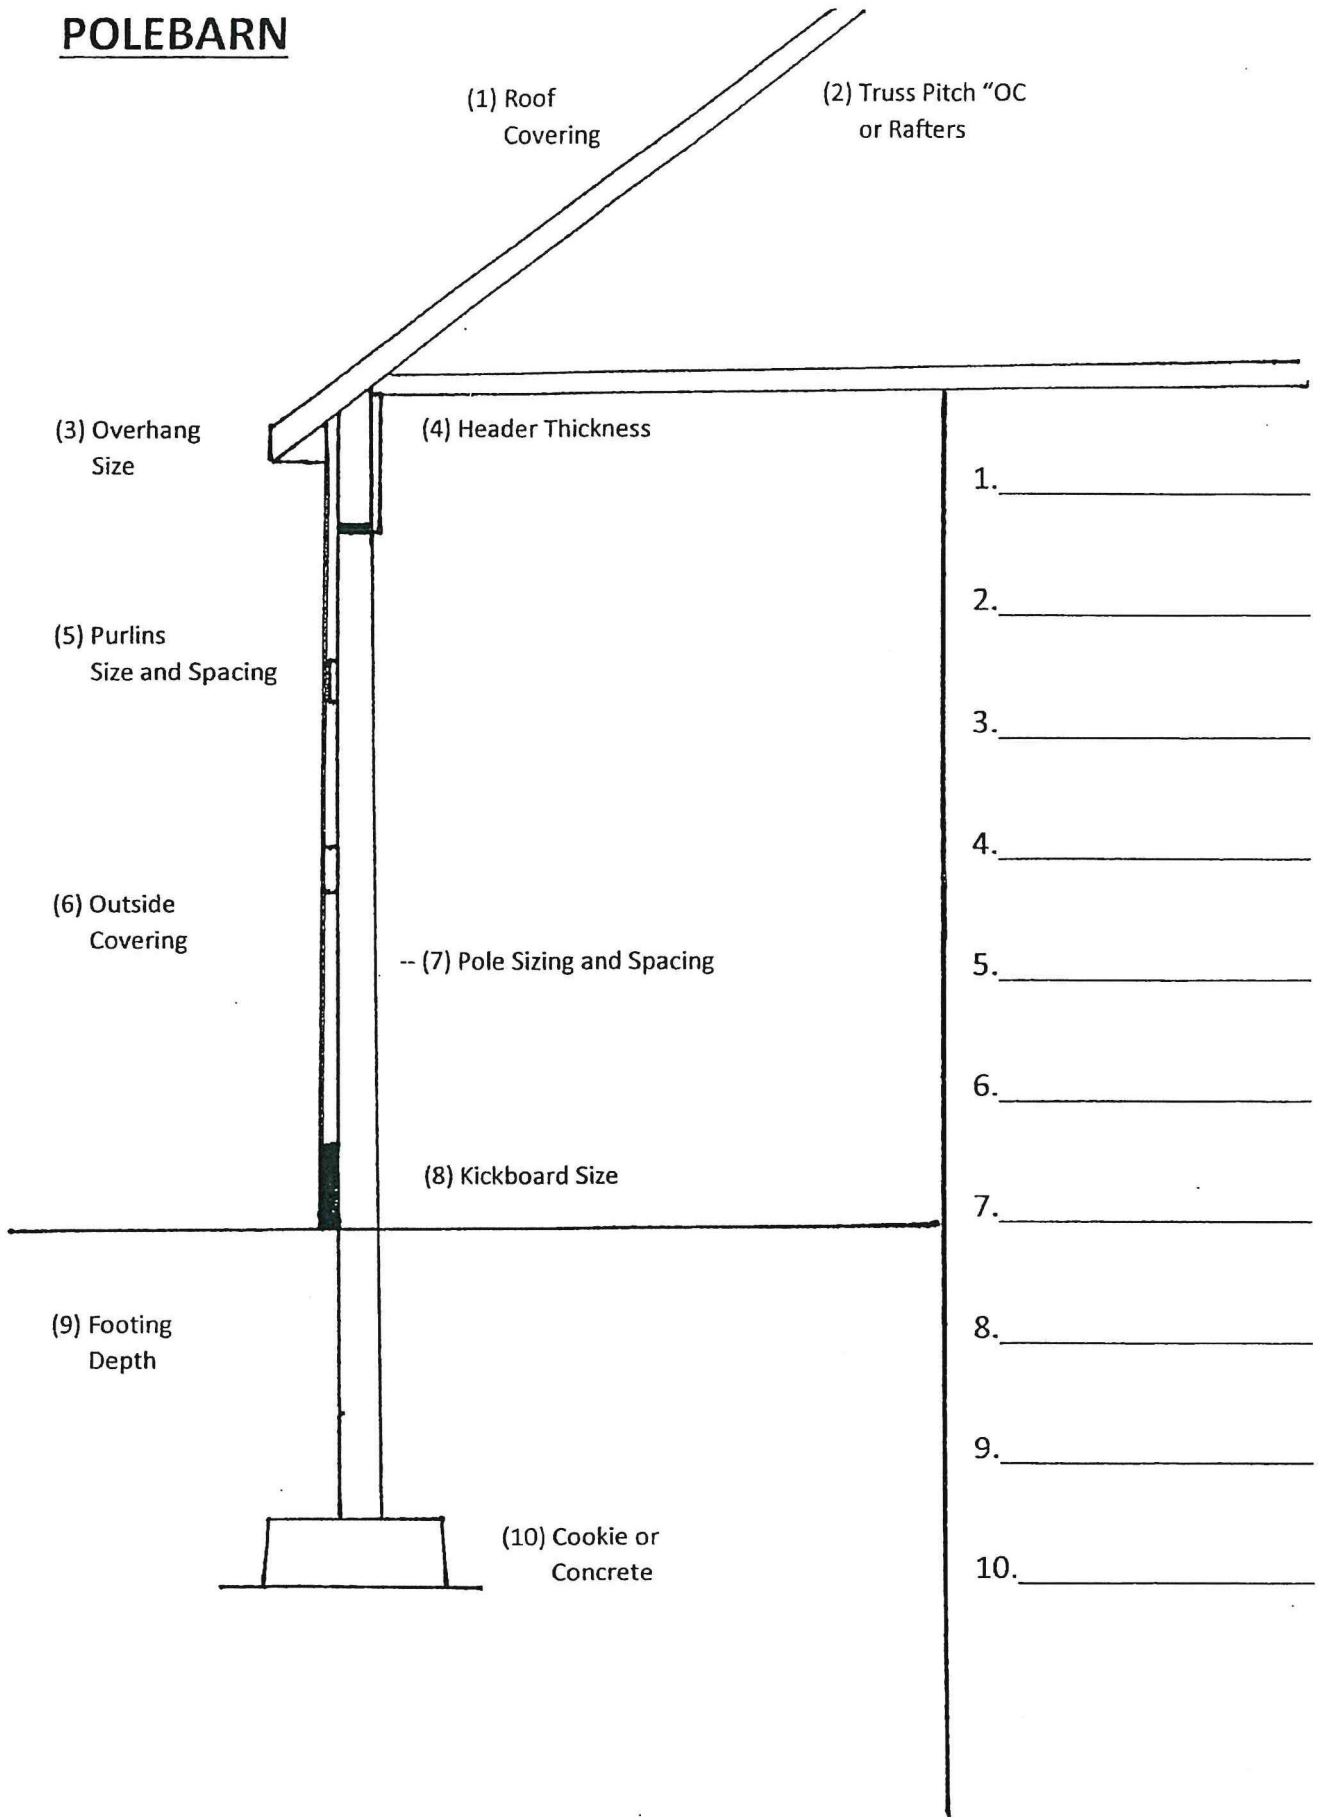 POLEBARN
(1) Roof
Covering
(2) Truss Pitch “OC
or Rafters
(3) Overhang
Size
(4) Header Thickness
(5) Purlins
Size and Spacing
(6) Outside
Covering
-- (7) Pole Sizing and Spacing
(8) Kickboard Size
(9) Footing
Depth
(10) Cookie or
Concrete
1.
2.
3.
4.
5.
6.
7.
8.
9.
10.